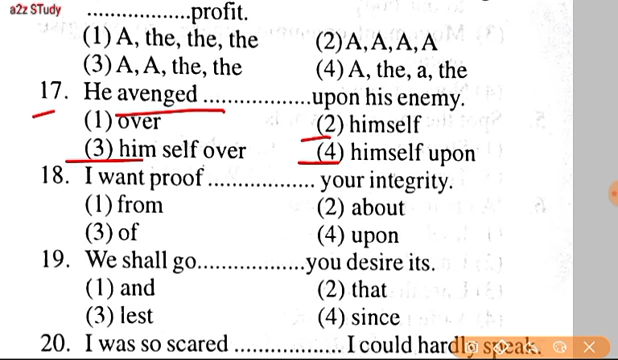 a2z STudy
..................profit.
(1) A, the, the, the (2) A, A, A, A
(3) A, A, the, the (4) A, the, a, the
17. He avenged ...................upon his enemy.
(1) over (2) himself
(3) him self over (4) himself upon
18. I want proof .................. your integrity.
(1) from (2) about
(3) of (4) upon
19. We shall go...................you desire its.
(1) and (2) that
(3) lest (4) since
20. I was so scared .................. I could hardly speak.